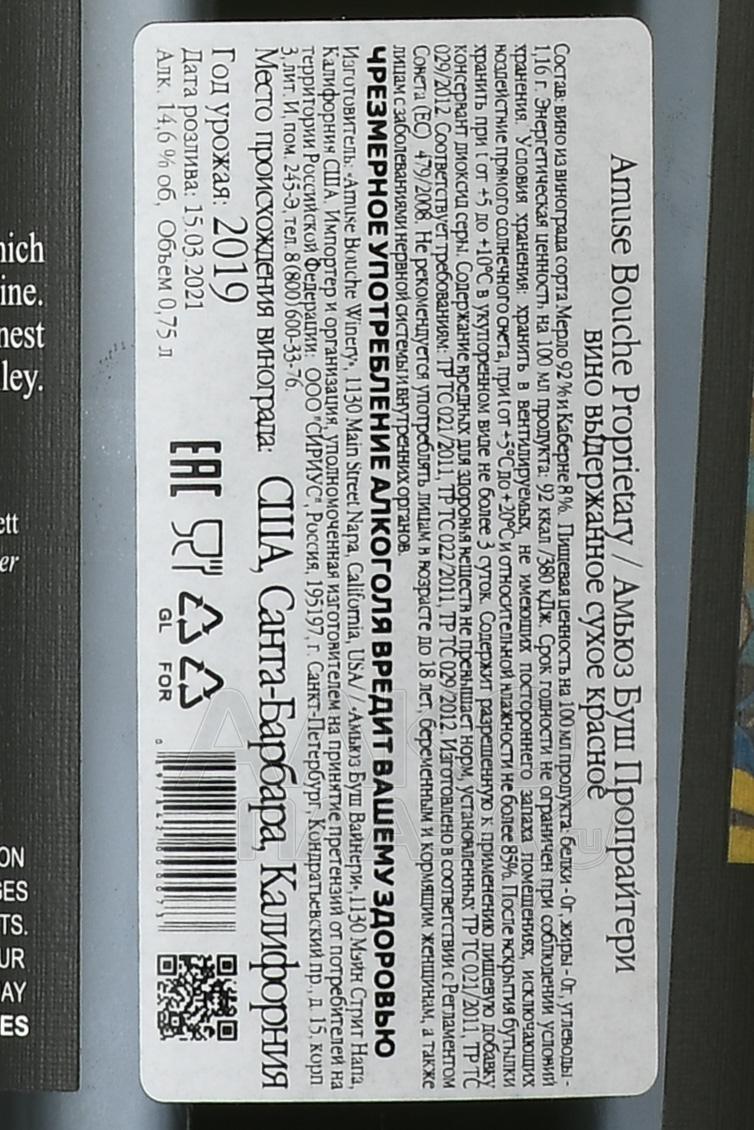 Amuse Bouche Proprietary / Амьюз Буш Пропрайтери
вино выдержанное сухое красное
Состав: вино из винограда сорта Мерло 92 % и Каберне 8 %. Пищевая ценность на 100 мл продукта: белки - 0г, жиры - 0г, углеводы -
1,16 г. Энергетическая ценность на 100 мл продукта: 92 ккал /380 кДж. Срок годности не ограничен при соблюдении условий
хранения. Условия хранения: хранить в вентилируемых, не имеющих постороннего запаха помещениях, исключающих
воздействие прямого солнечного света, при t от +5°С до +20°С и относительной влажности не более 85%. После вскрытия бутылки
хранить при t от +5 до +10°С в укупоренном виде не более 3 суток. Содержит разрешенную к применению пищевую добавку
консервант диоксид серы. Содержание вредных для здоровья веществ не превышает норм, установленных ТР ТС 021/2011, ТР ТС
029/2012. Соответствует требованиям: ТР ТС 021/2011, ТР ТС 022/2011, ТР ТС 029/2012. Изготовлено в соответствии с Регламентом
Совета (ЕС) 479/2008. Не рекомендуется употреблять лицам в возрасте до 18 лет, беременным и кормящим женщинам, а также
лицам с заболеваниями нервной системы и внутренних органов.
ЧРЕЗМЕРНОЕ УПОТРЕБЛЕНИЕ АЛКОГОЛЯ ВРЕДИТ ВАШЕМУ ЗДОРОВЬЮ
Изготовитель: «Amuse Bouche Winery», 1130 Main Street Napa, California, USA/ / «Амьюз Буш Вайнери», 1130 Мэйн Стрит Напа,
Калифорния США. Импортер и организация, уполномоченная изготовителем на принятие претензий от потребителей на
территории Российской Федерации: ООО "СИРИУС", Россия, 195197, г. Санкт-Петербург, Кондратьевский пр., д. 15, корп
3, лит. И, пом. 245-Э, тел. 8 (800) 600-33-76.
Место происхождения винограда: США, Санта-Барбара, Калифорния
Год урожая: 2019
Дата розлива: 15.03.2021
Алк. 14,6 % об, Объем 0,75 л
EAC
GL FOR
hich
ine.
nest
ley.
ett
er
ON
GES
TS.
UR
AY
ES